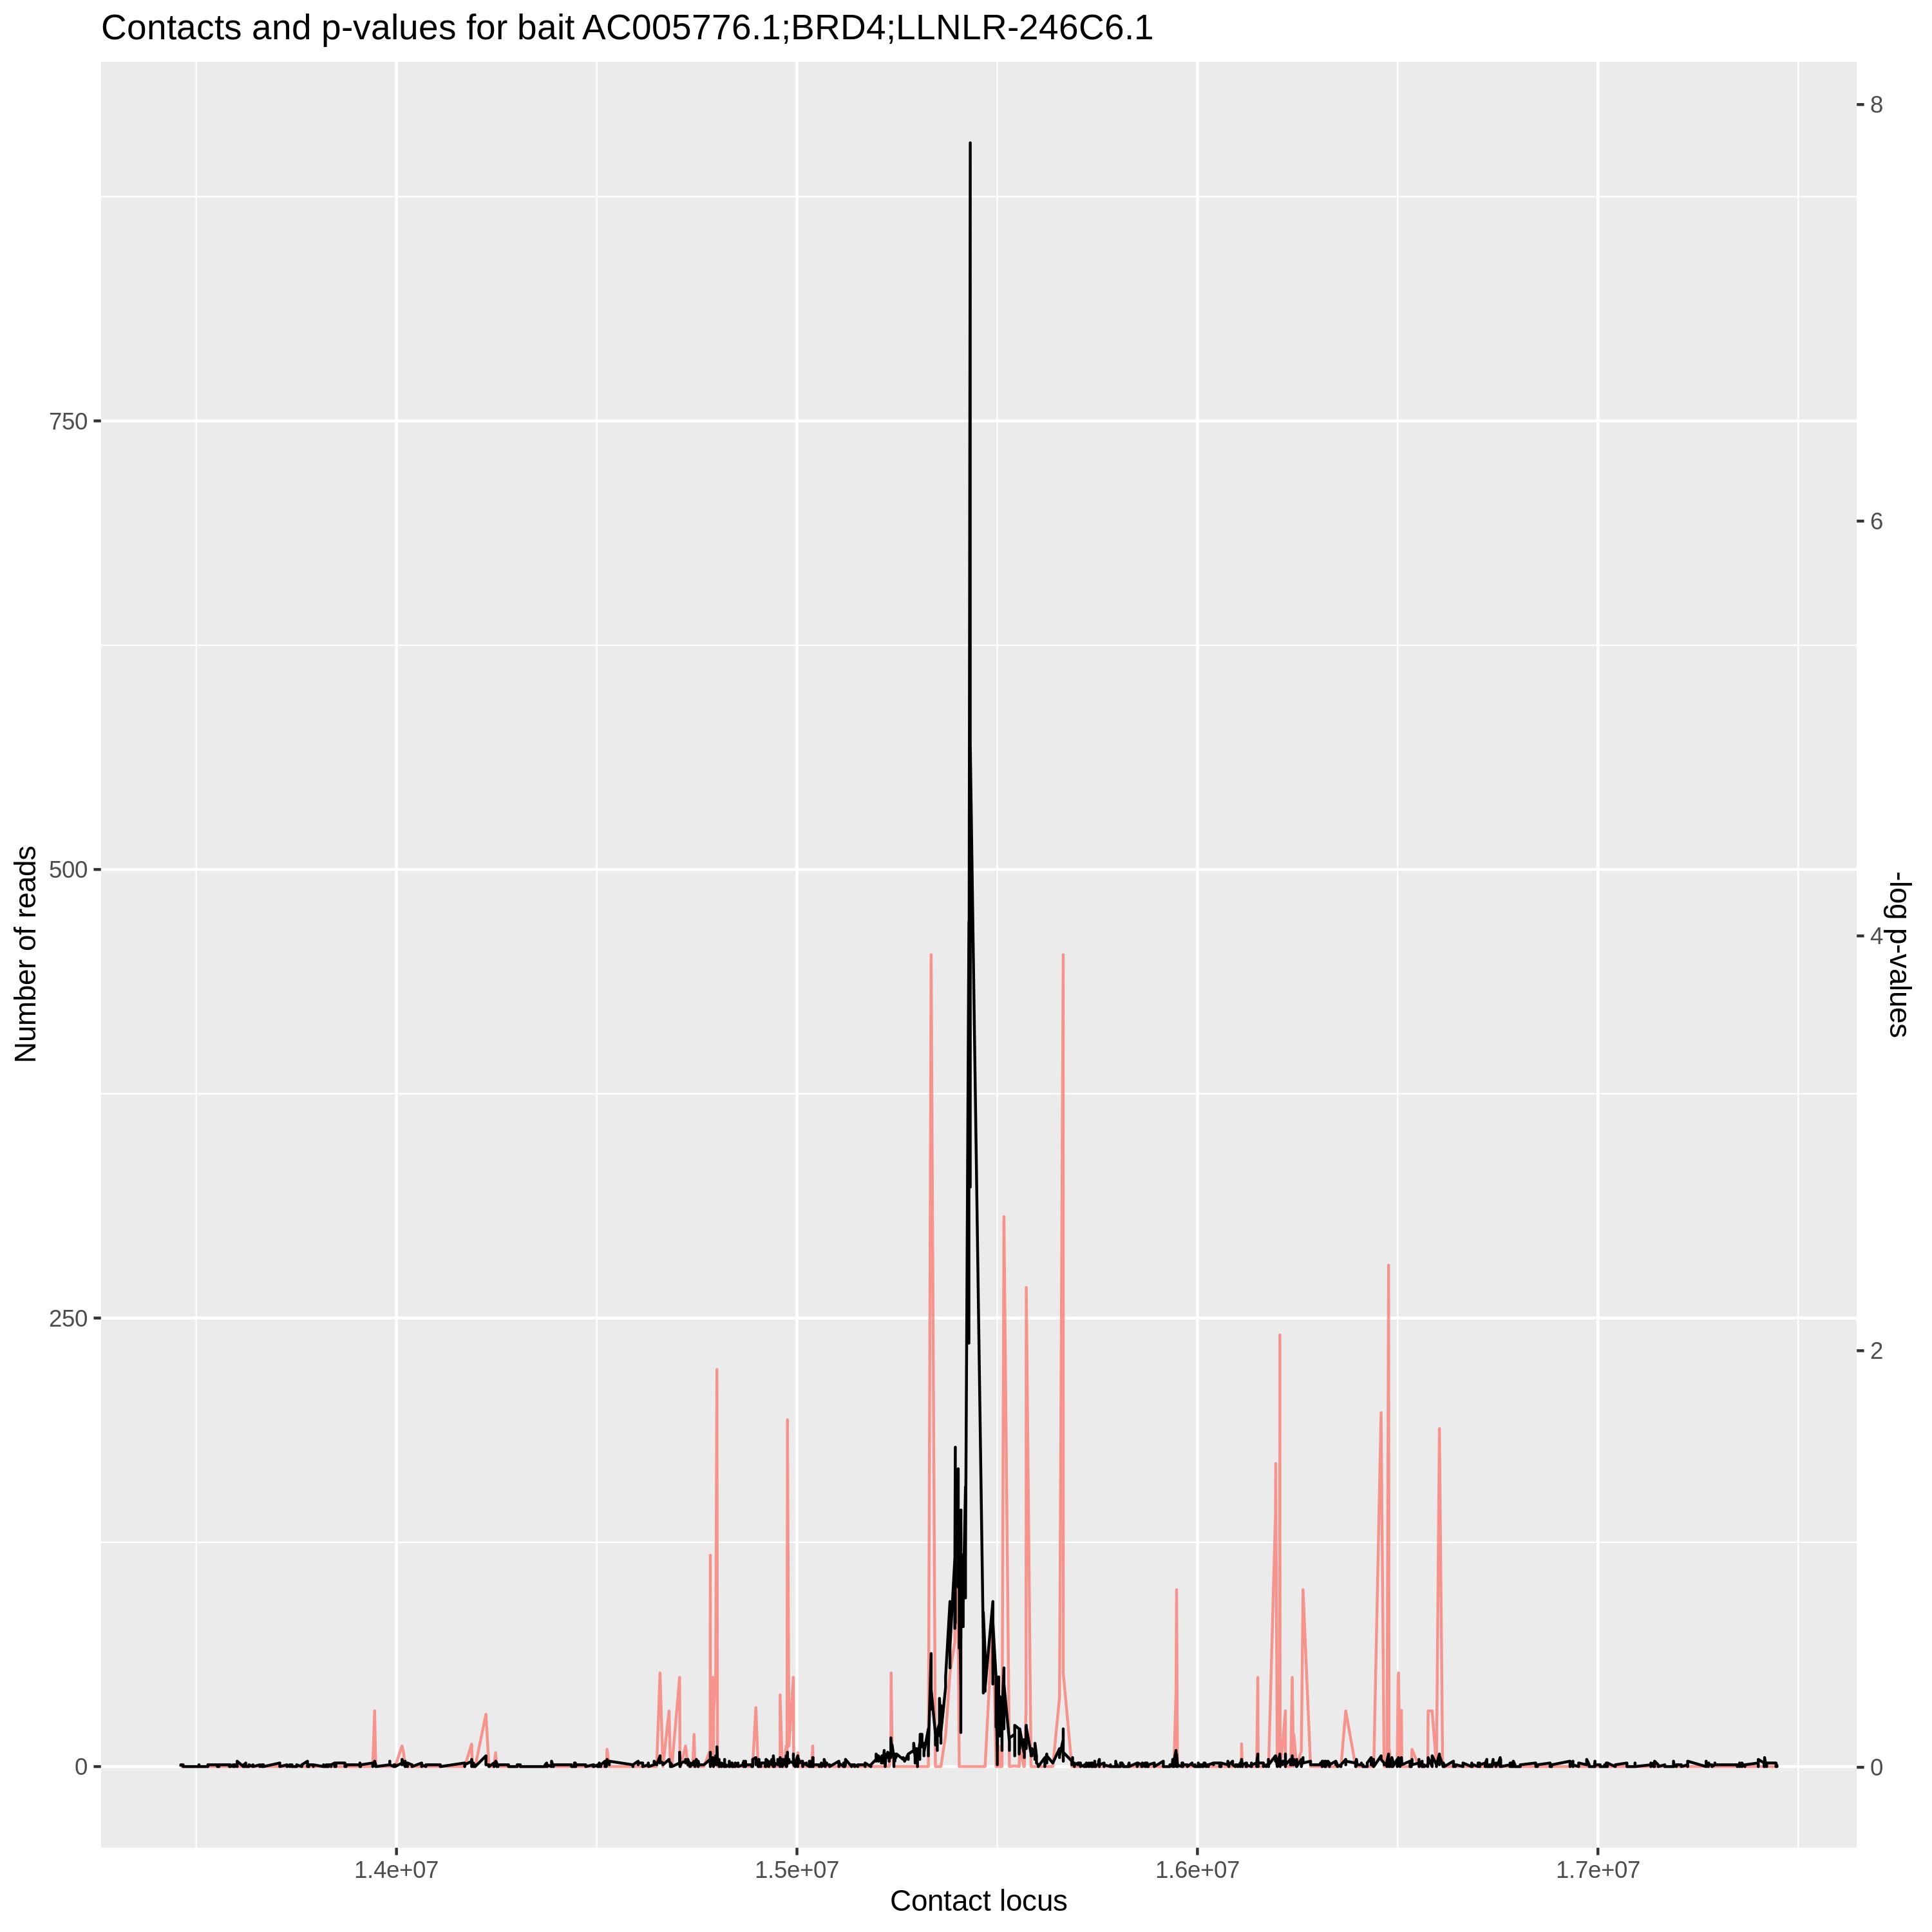 Contacts and p-values for bait AC005776.1;BRD4;LLNLR-246C6.1
8
750
6
500
4
250
2
0
0
Number of reads
-log p-values
1.4e+07 1.5e+07 1.6e+07 1.7e+07
Contact locus